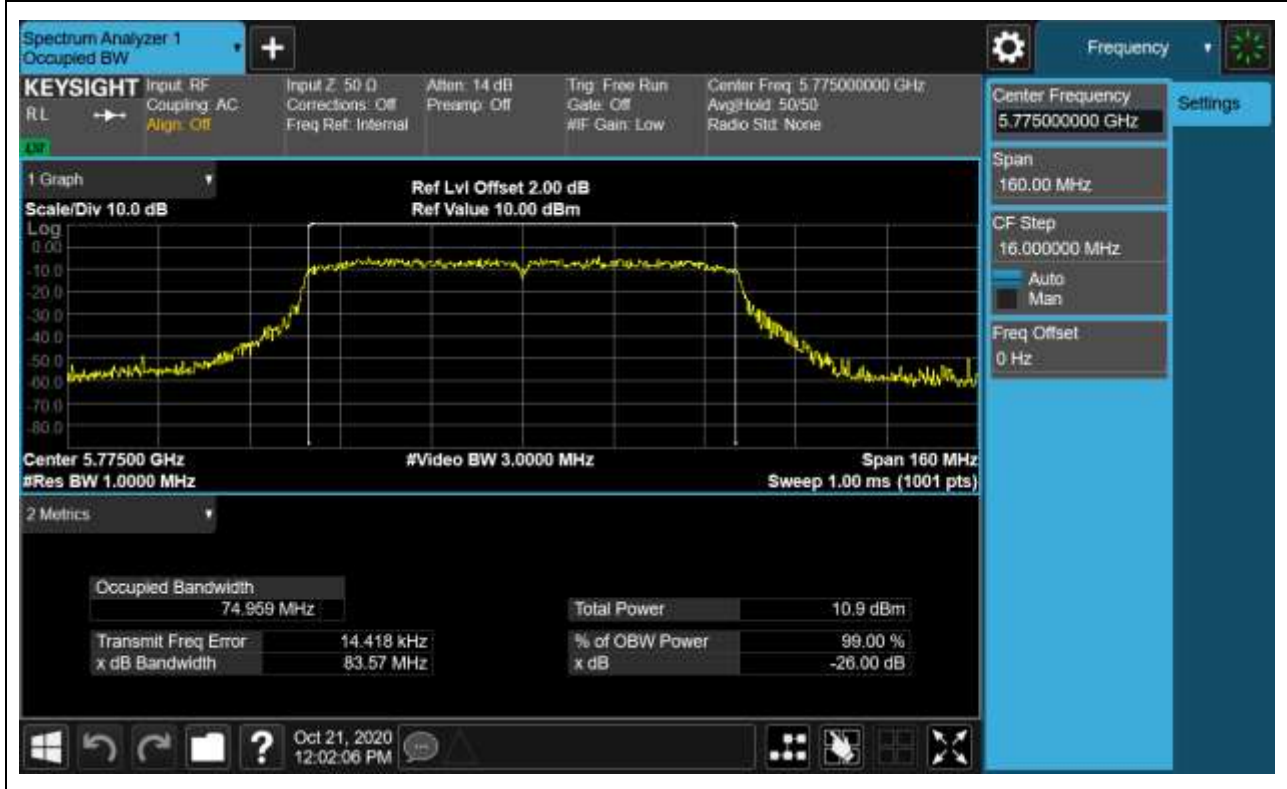 Spectrum Analyzer 1
Occupied BW
+
Frequency
KEYSIGHT
RL
Input: RF
Coupling: AC
Align: Off
Input Z: 50 Ω
Corrections: Off
Freq Ref: Internal
Atten: 14 dB
Preamp: Off
Trig: Free Run
Gate: Off
#IF Gain: Low
Center Freq: 5.775000000 GHz
Avg|Hold: 50/50
Radio Std: None
Center Frequency
5.775000000 GHz
Settings
Span
160.00 MHz
CF Step
16.000000 MHz
Auto
Man
Freq Offset
0 Hz
1 Graph
Scale/Div 10.0 dB
Ref Lvl Offset 2.00 dB
Ref Value 10.00 dBm
Log
0.00
-10.0
-20.0
-30.0
-40.0
-50.0
-60.0
-70.0
-80.0
Center 5.77500 GHz
#Res BW 1.0000 MHz
#Video BW 3.0000 MHz
Span 160 MHz
Sweep 1.00 ms (1001 pts)
2 Metrics
Occupied Bandwidth
74.959 MHz
Transmit Freq Error 14.418 kHz
x dB Bandwidth 83.57 MHz
Total Power 10.9 dBm
% of OBW Power 99.00 %
x dB -26.00 dB
?
Oct 21, 2020
12:02:06 PM